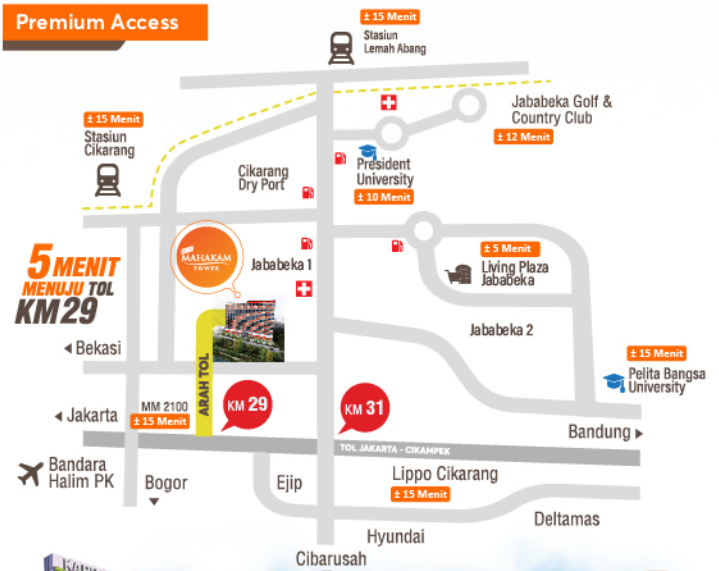 Premium Access
± 15 Menit
Stasiun
Lemah Abang
± 15 Menit
Stasiun
Cikarang
Jababeka Golf &
Country Club
± 12 Menit
Cikarang
Dry Port
President
University
± 10 Menit
5 MENIT
MENUJU TOL
KM29
MAHAKAM
TOWER
Jababeka 1
± 5 Menit
Living Plaza
Jababeka
Jababeka 2
Bekasi
± 15 Menit
Pelita Bangsa
University
ARAH TOL
Jakarta
MM 2100
± 15 Menit
KM 29
KM 31
Bandung
TOL JAKARTA - CIKAMPEK
Bandara
Halim PK
Bogor
Ejip
Lippo Cikarang
± 15 Menit
Deltamas
Hyundai
Cibarusah